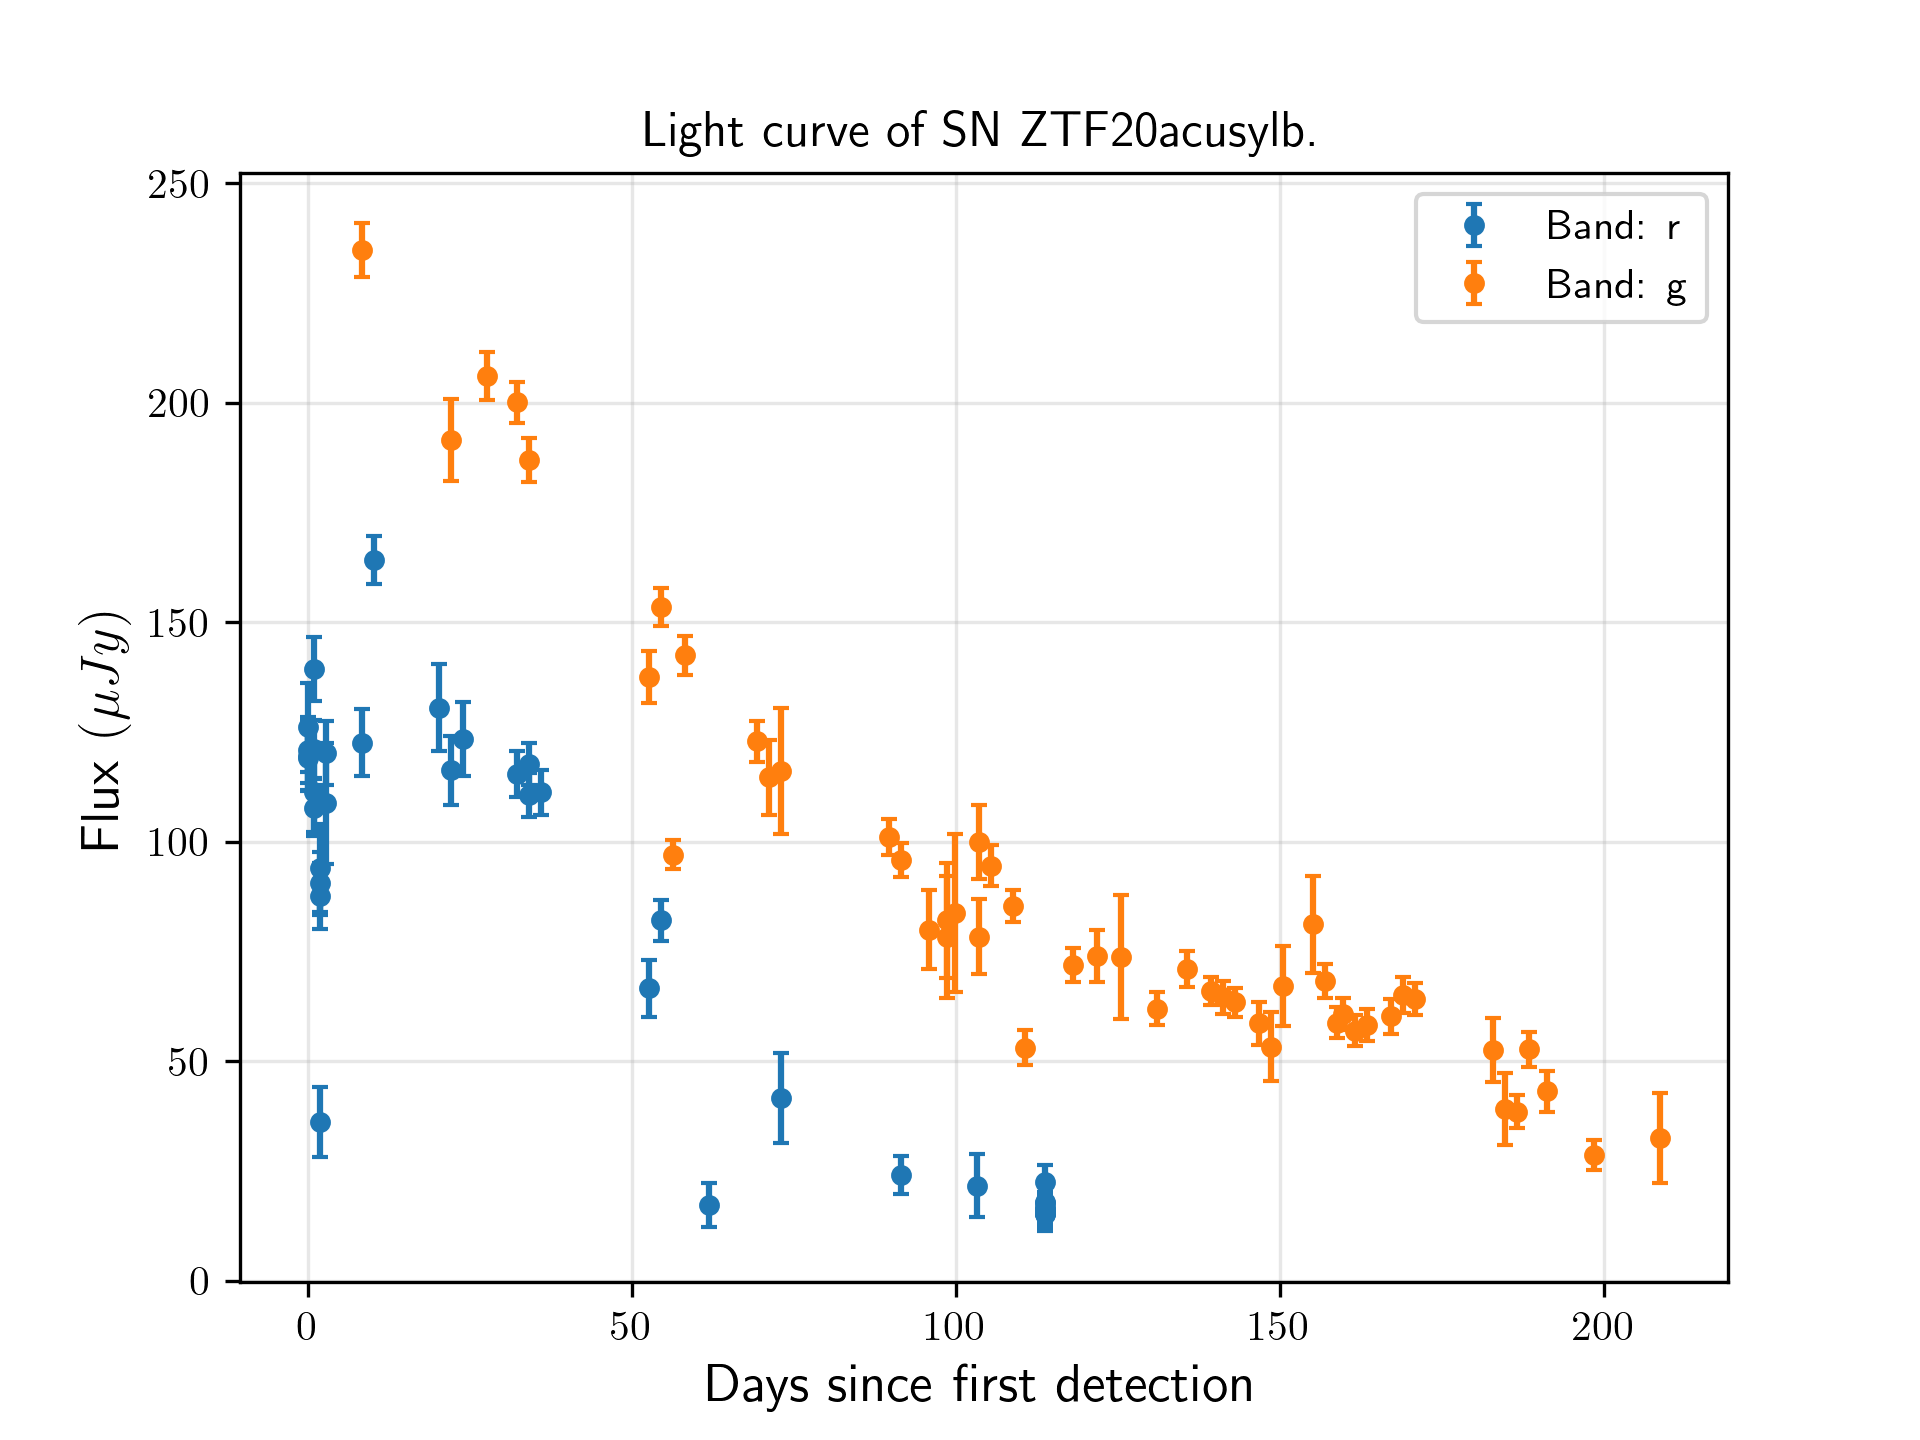 Light curve of SN ZTF20acusylb.
250
200
150
100
50
0
Flux (μJy)
Band: r
Band: g
0 50 100 150 200
Days since first detection